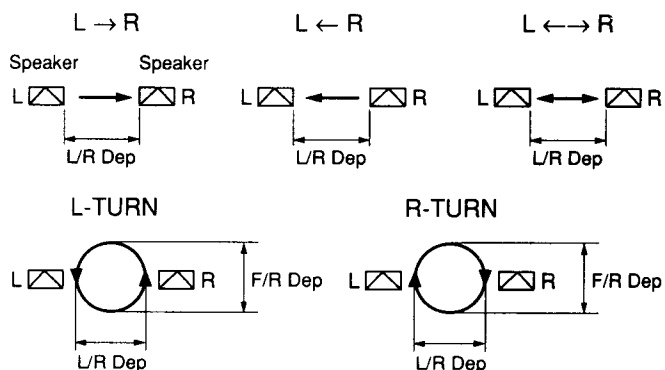 L → R
L ← R
L ←→ R
Speaker Speaker
L R
L R
L R
L/R Dep
L/R Dep
L/R Dep
L-TURN
R-TURN
L R F/R Dep
L R F/R Dep
L/R Dep
L/R Dep